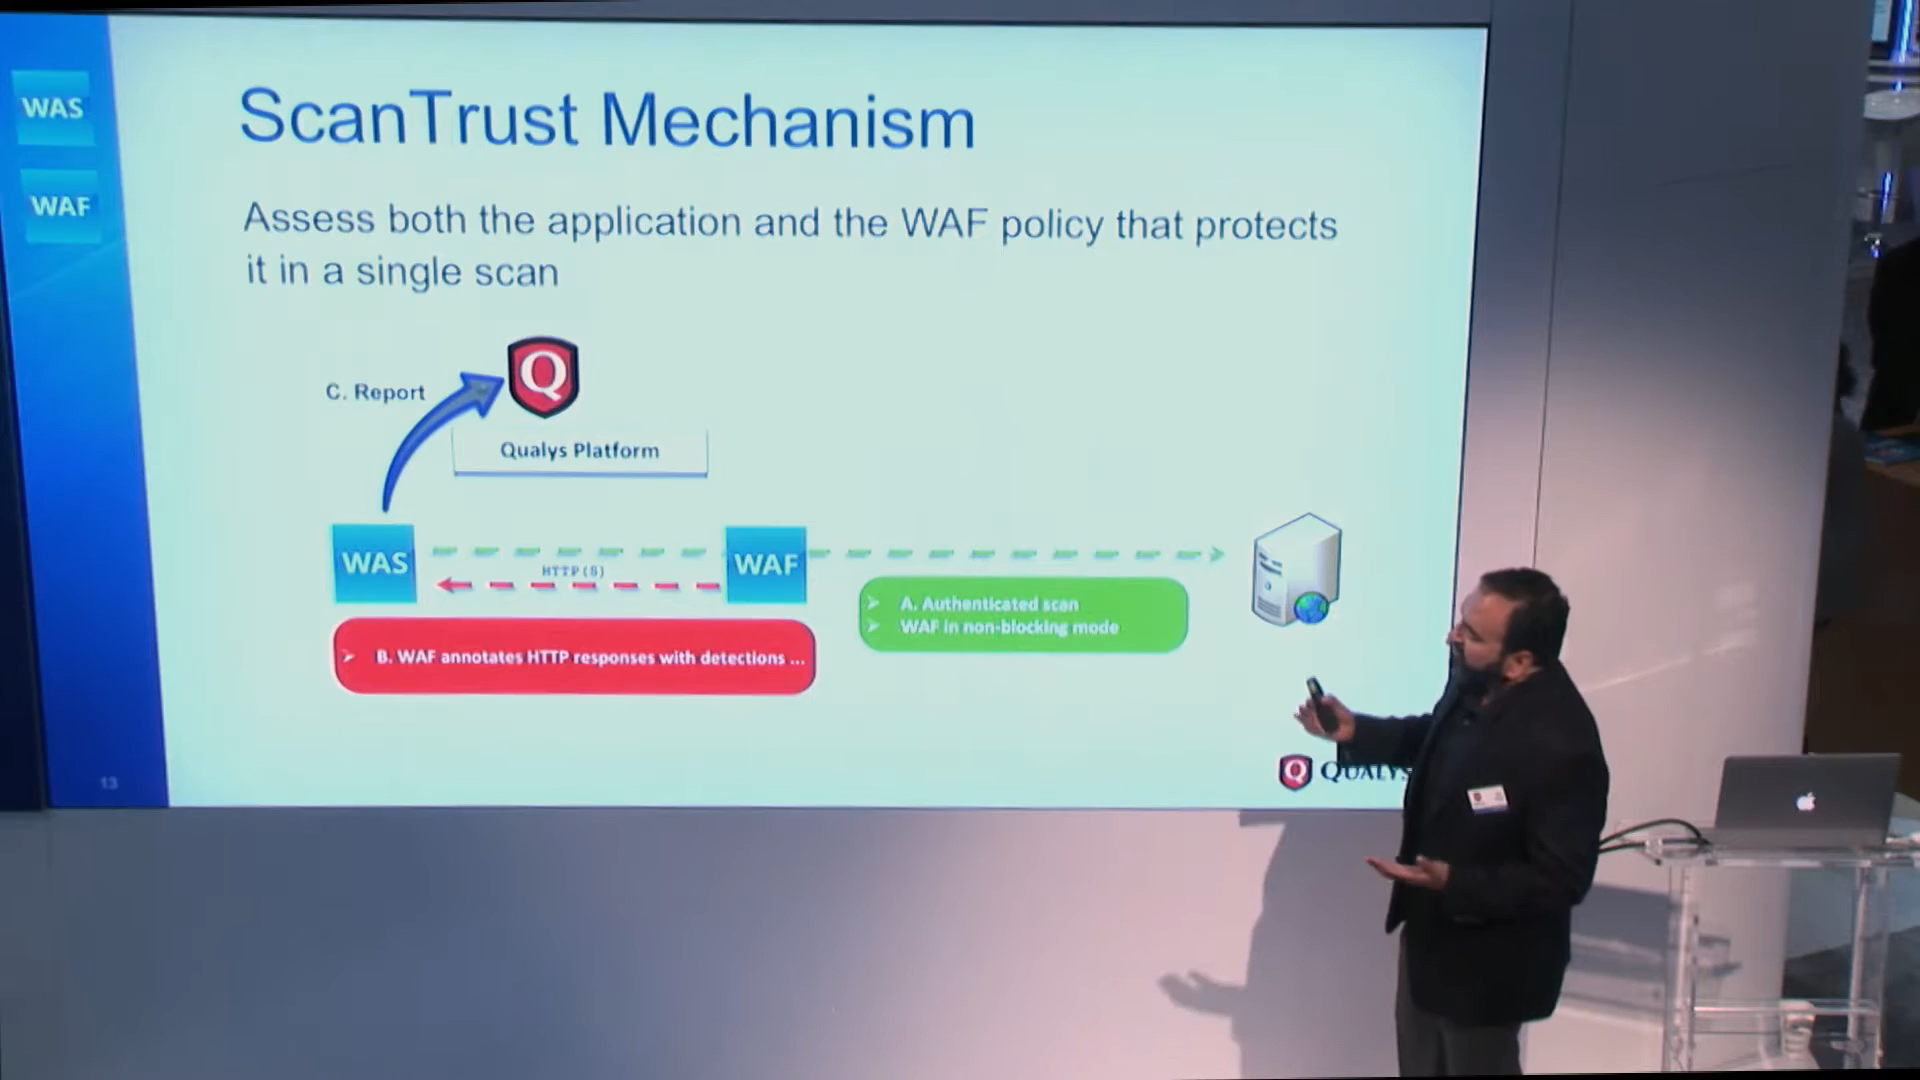 WAS
WAF
ScanTrust Mechanism
Assess both the application and the WAF policy that protects
it in a single scan
C. Report
Q
Qualys Platform
WAS
HTTP(S)
WAF
A. Authenticated scan
WAF in non-blocking mode
B. WAF annotates HTTP responses with detections ...
13
Q QUALYS